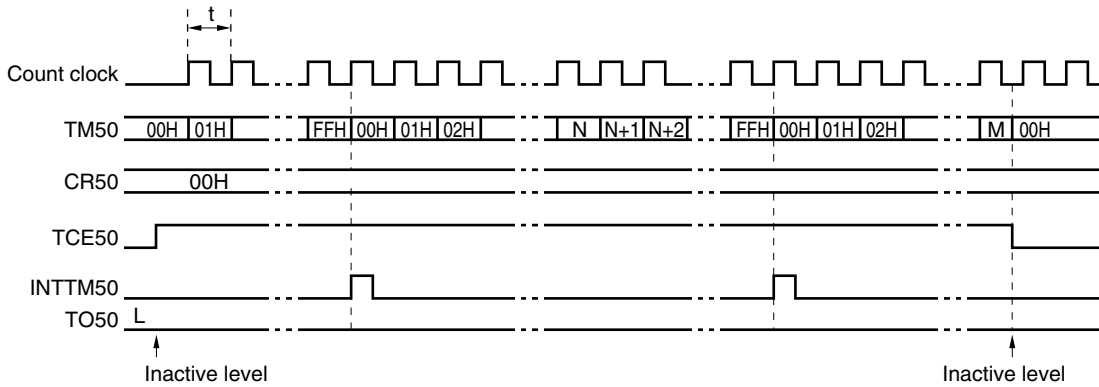 t
Count clock
TM50 00H 01H FFH 00H 01H 02H N N+1 N+2 FFH 00H 01H 02H M 00H
CR50 00H
TCE50
INTTM50
TO50 L
Inactive level Inactive level